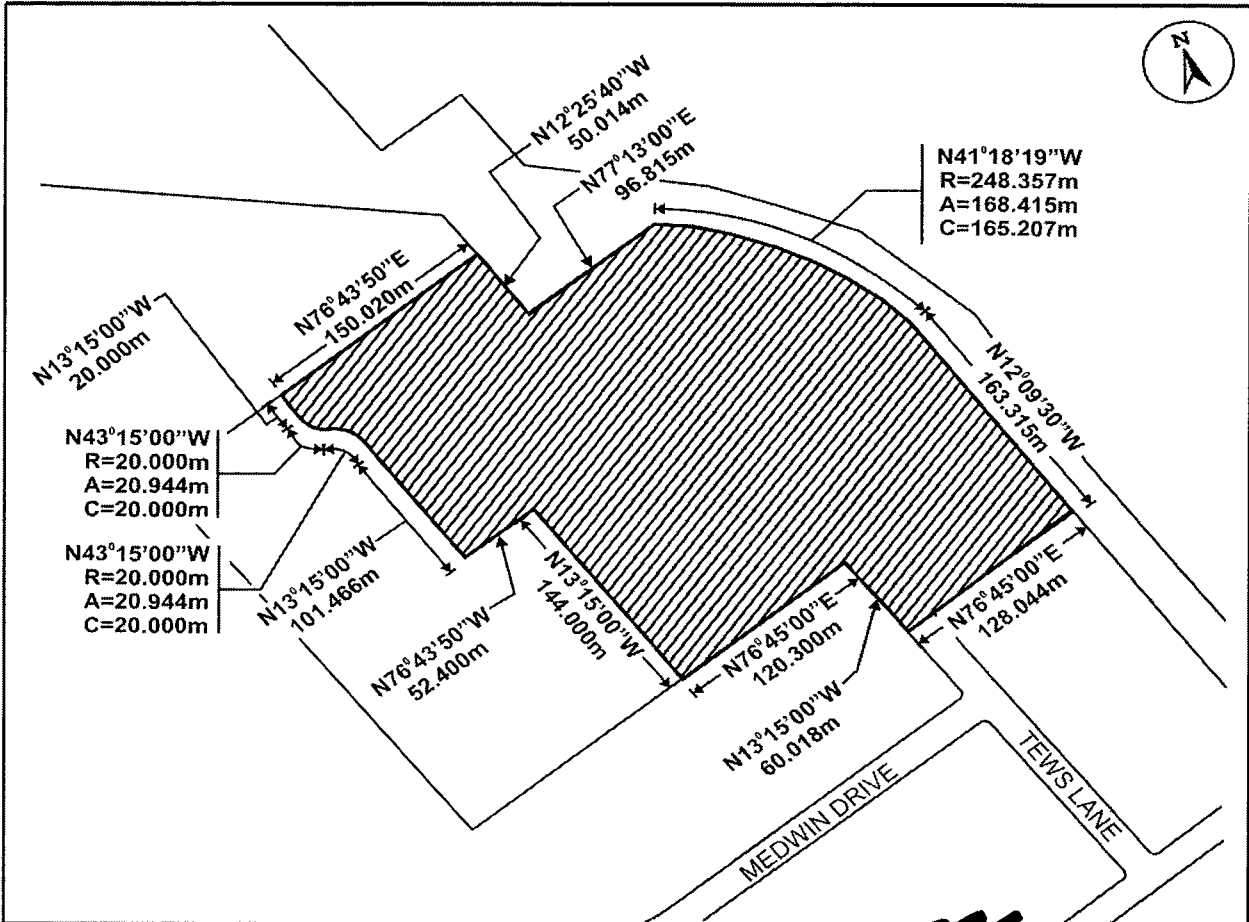 N
N12°25'40"W
50.014m
N77°13'00"E
96.815m
N41°18'19"W
R=248.357m
A=168.415m
C=165.207m
N76°43'50"E
150.020m
N13°15'00"W
20.000m
N12°09'30"W
163.315m
N43°15'00"W
R=20.000m
A=20.944m
C=20.000m
N43°15'00"W
R=20.000m
A=20.944m
C=20.000m
N13°15'00"W
101.466m
N76°43'50"W
52.400m
N13°15'00"W
144.000m
N76°45'00"E
120.300m
N13°15'00"W
60.018m
N76°45'00"E
128.044m
MEDWIN DRIVE
TEWS LANE